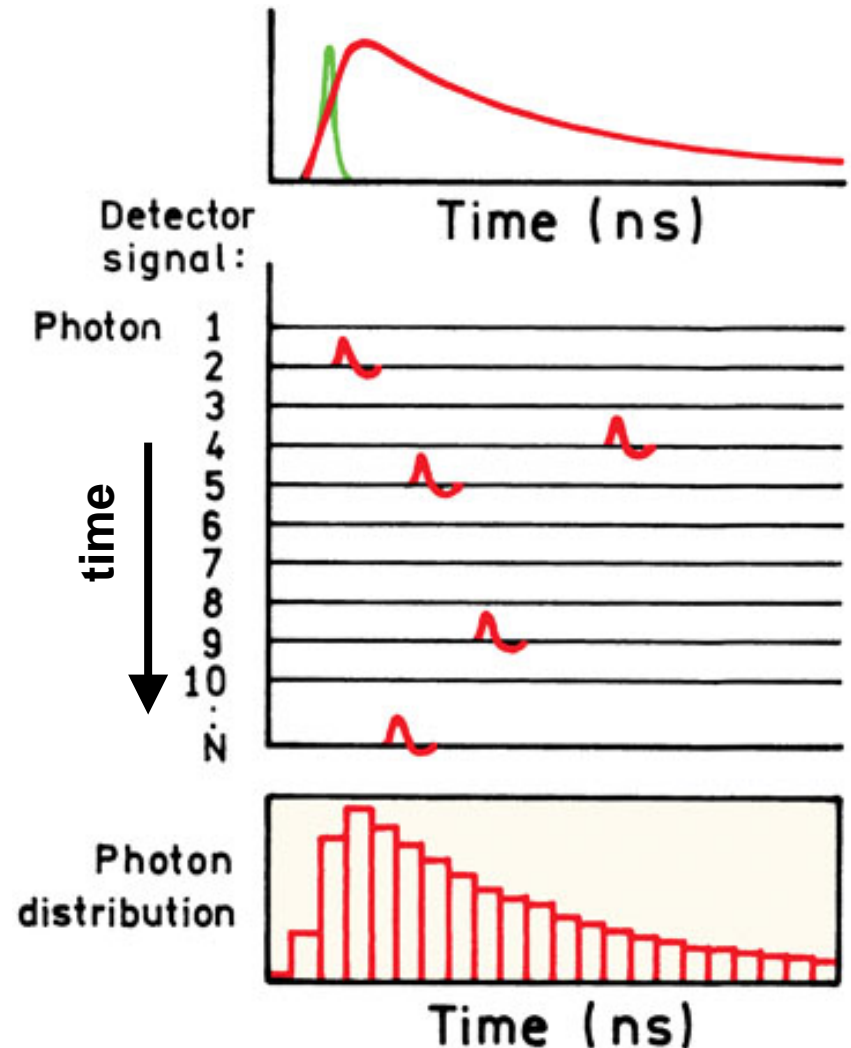 Time (ns)
Detector
signal:
Photon 1
2
3
4
5
6
7
8
9
10
:
N
time
Photon
distribution
Time (ns)